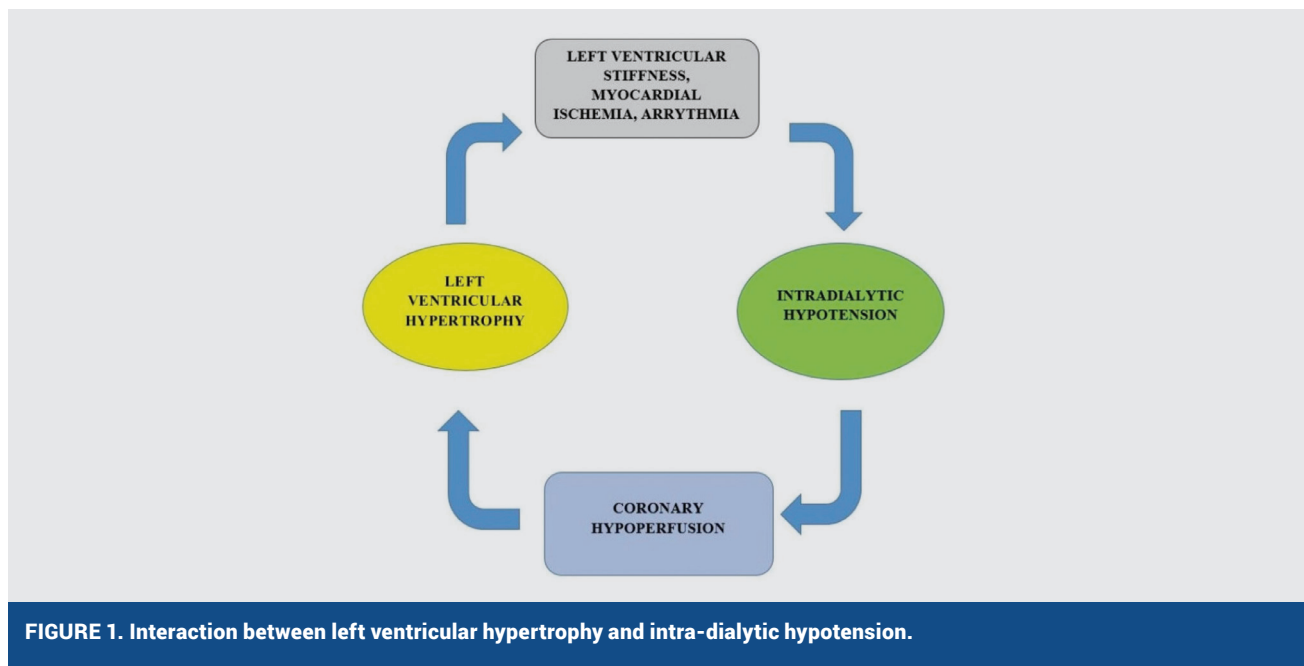 LEFT VENTRICULAR
STIFFNESS,
MYOCARDIAL
ISCHEMIA, ARRYTHMIA
LEFT
VENTRICULAR
HYPERTROPHY
INTRADIALYTIC
HYPOTENSION
CORONARY
HYPOPERFUSION
FIGURE 1. Interaction between left ventricular hypertrophy and intra-dialytic hypotension.